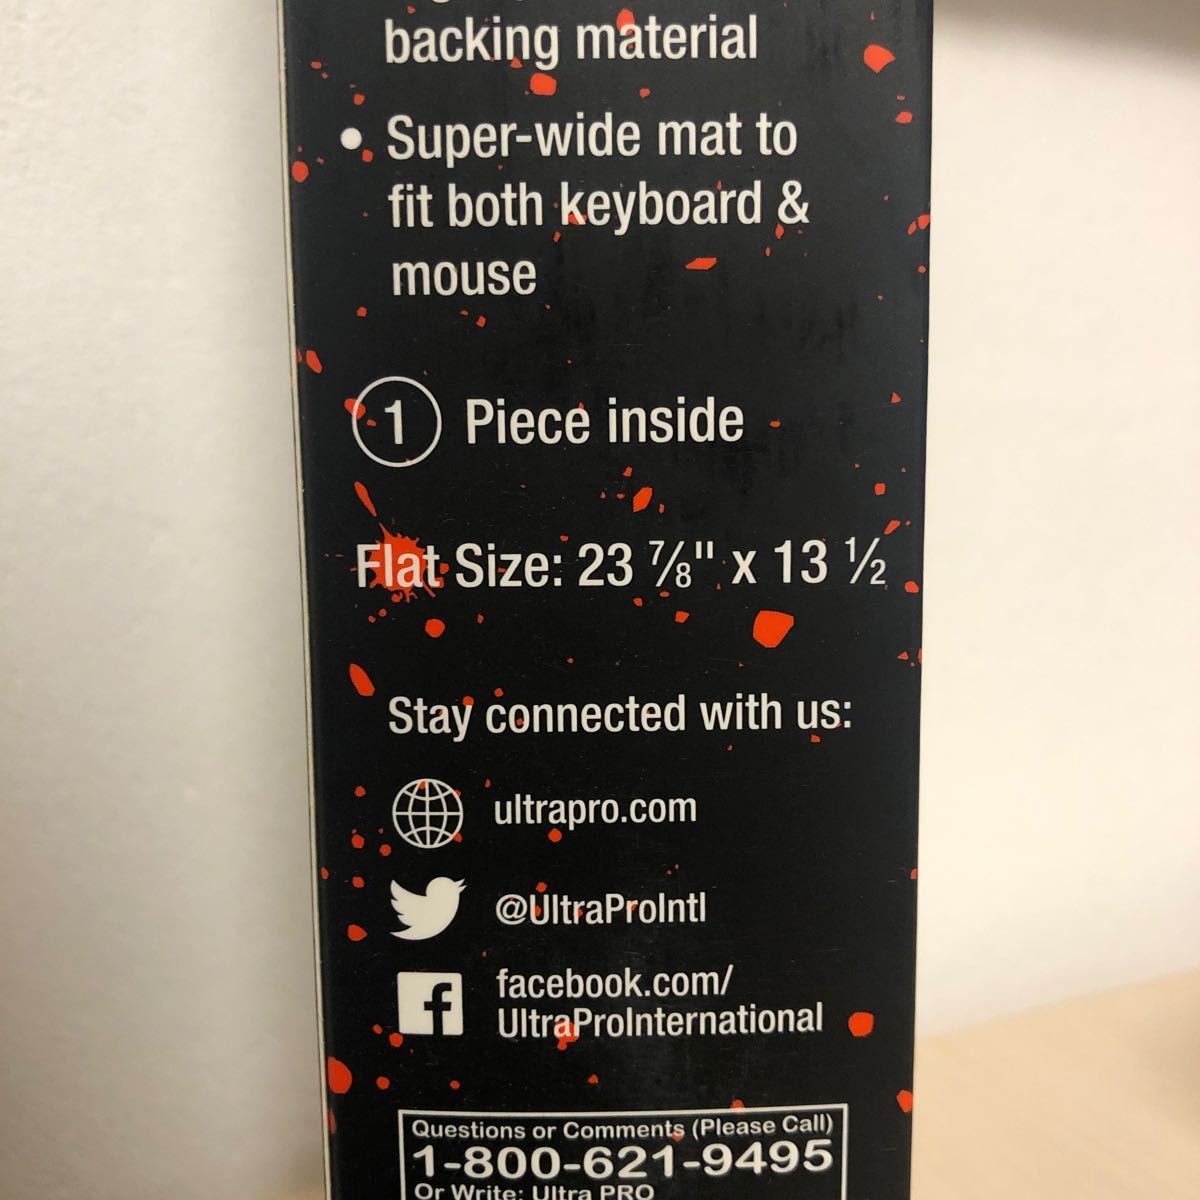 backing material
• Super-wide mat to
fit both keyboard &
mouse
1 Piece inside
Flat Size: 23 ⅞" x 13 ½
Stay connected with us:
ultrapro.com
@UltraProIntl
facebook.com/
UltraProInternational
Questions or Comments (Please Call)
1-800-621-9495
Or Write: Ultra PRO